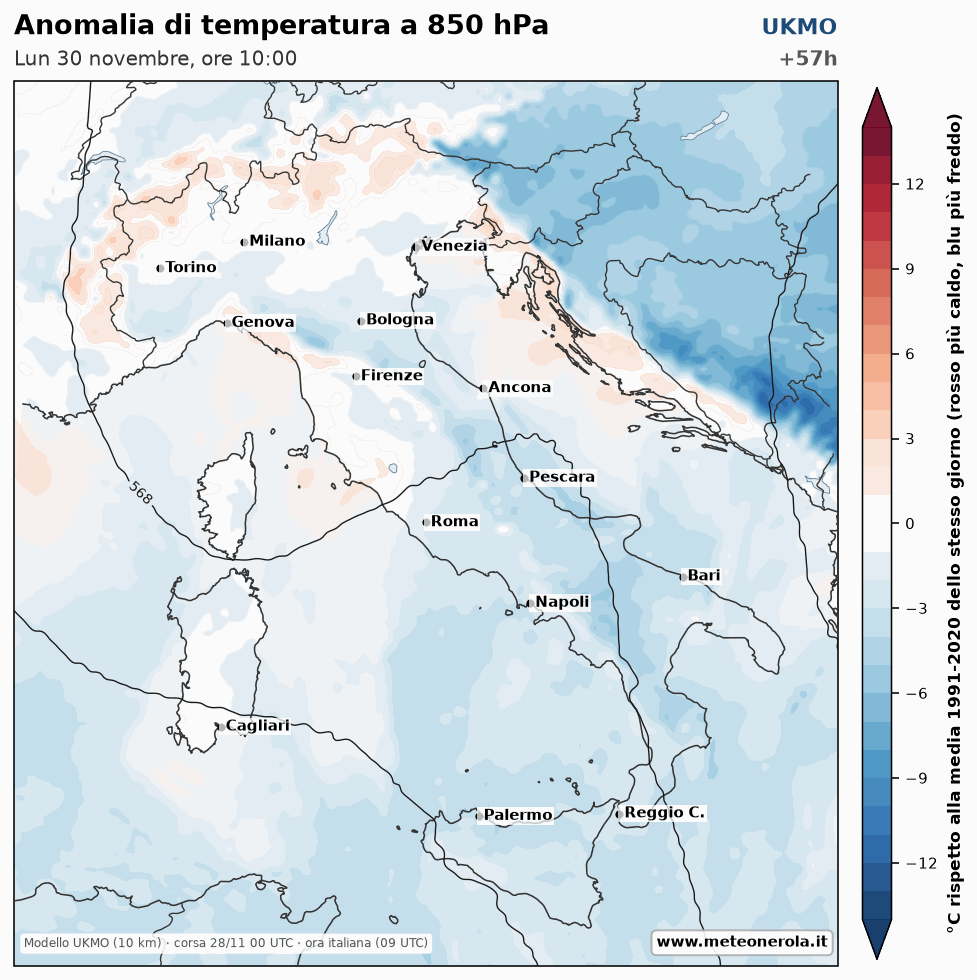 Anomalia di temperatura a 850 hPa
UKMO
Lun 30 novembre, ore 10:00
+57h
Milano
Venezia
Torino
Genova
Bologna
Firenze
Ancona
568
Pescara
Roma
Bari
Napoli
Cagliari
Palermo
Reggio C.
Modello UKMO (10 km) · corsa 28/11 00 UTC · ora italiana (09 UTC)
www.meteonerola.it
12
9
6
3
0
−3
−6
−9
−12
°C rispetto alla media 1991-2020 dello stesso giorno (rosso più caldo, blu più freddo)